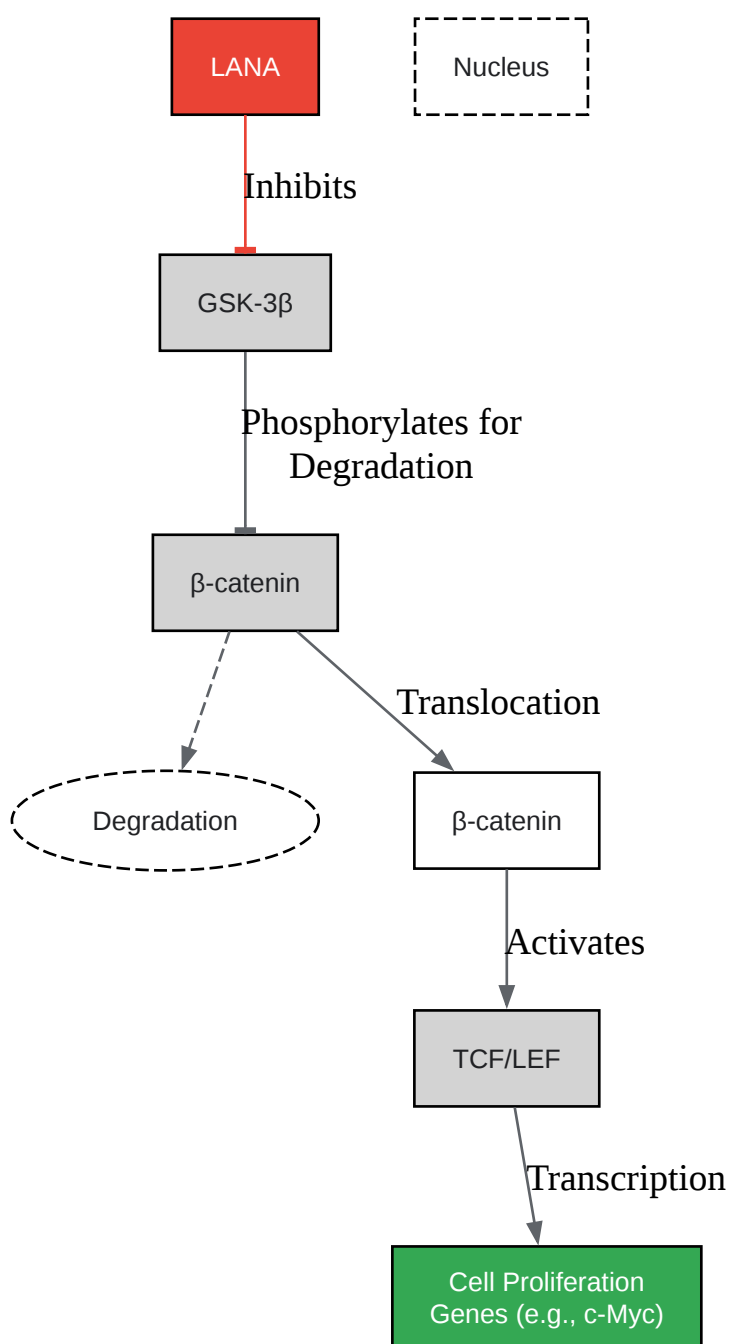 LANA
Nucleus
Inhibits
GSK-3β
Phosphorylates for
Degradation
β-catenin
Translocation
Degradation
β-catenin
Activates
TCF/LEF
Transcription
Cell Proliferation
Genes (e.g., c-Myc)